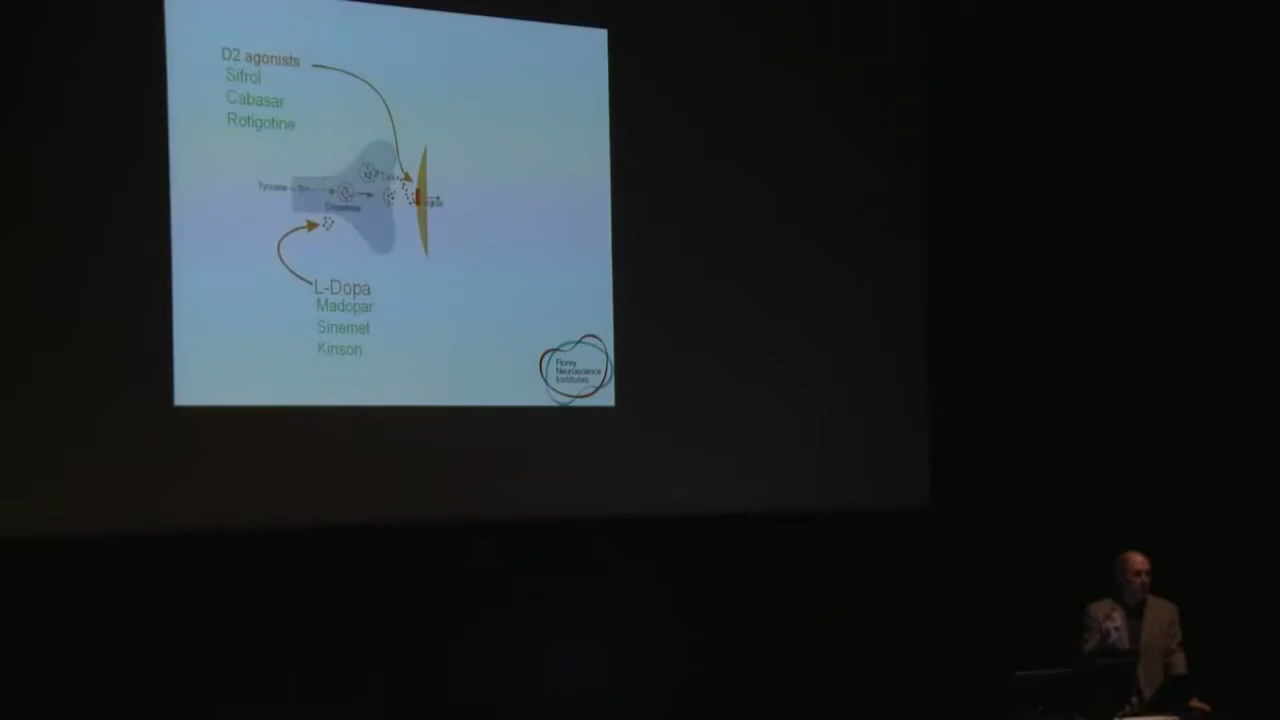 D2 agonists
Sifrol
Cabasar
Rotigotine
Tyrosine
Dopamine
L-Dopa
Madopar
Sinemet
Kinson
Florey
Neuroscience
Institutes